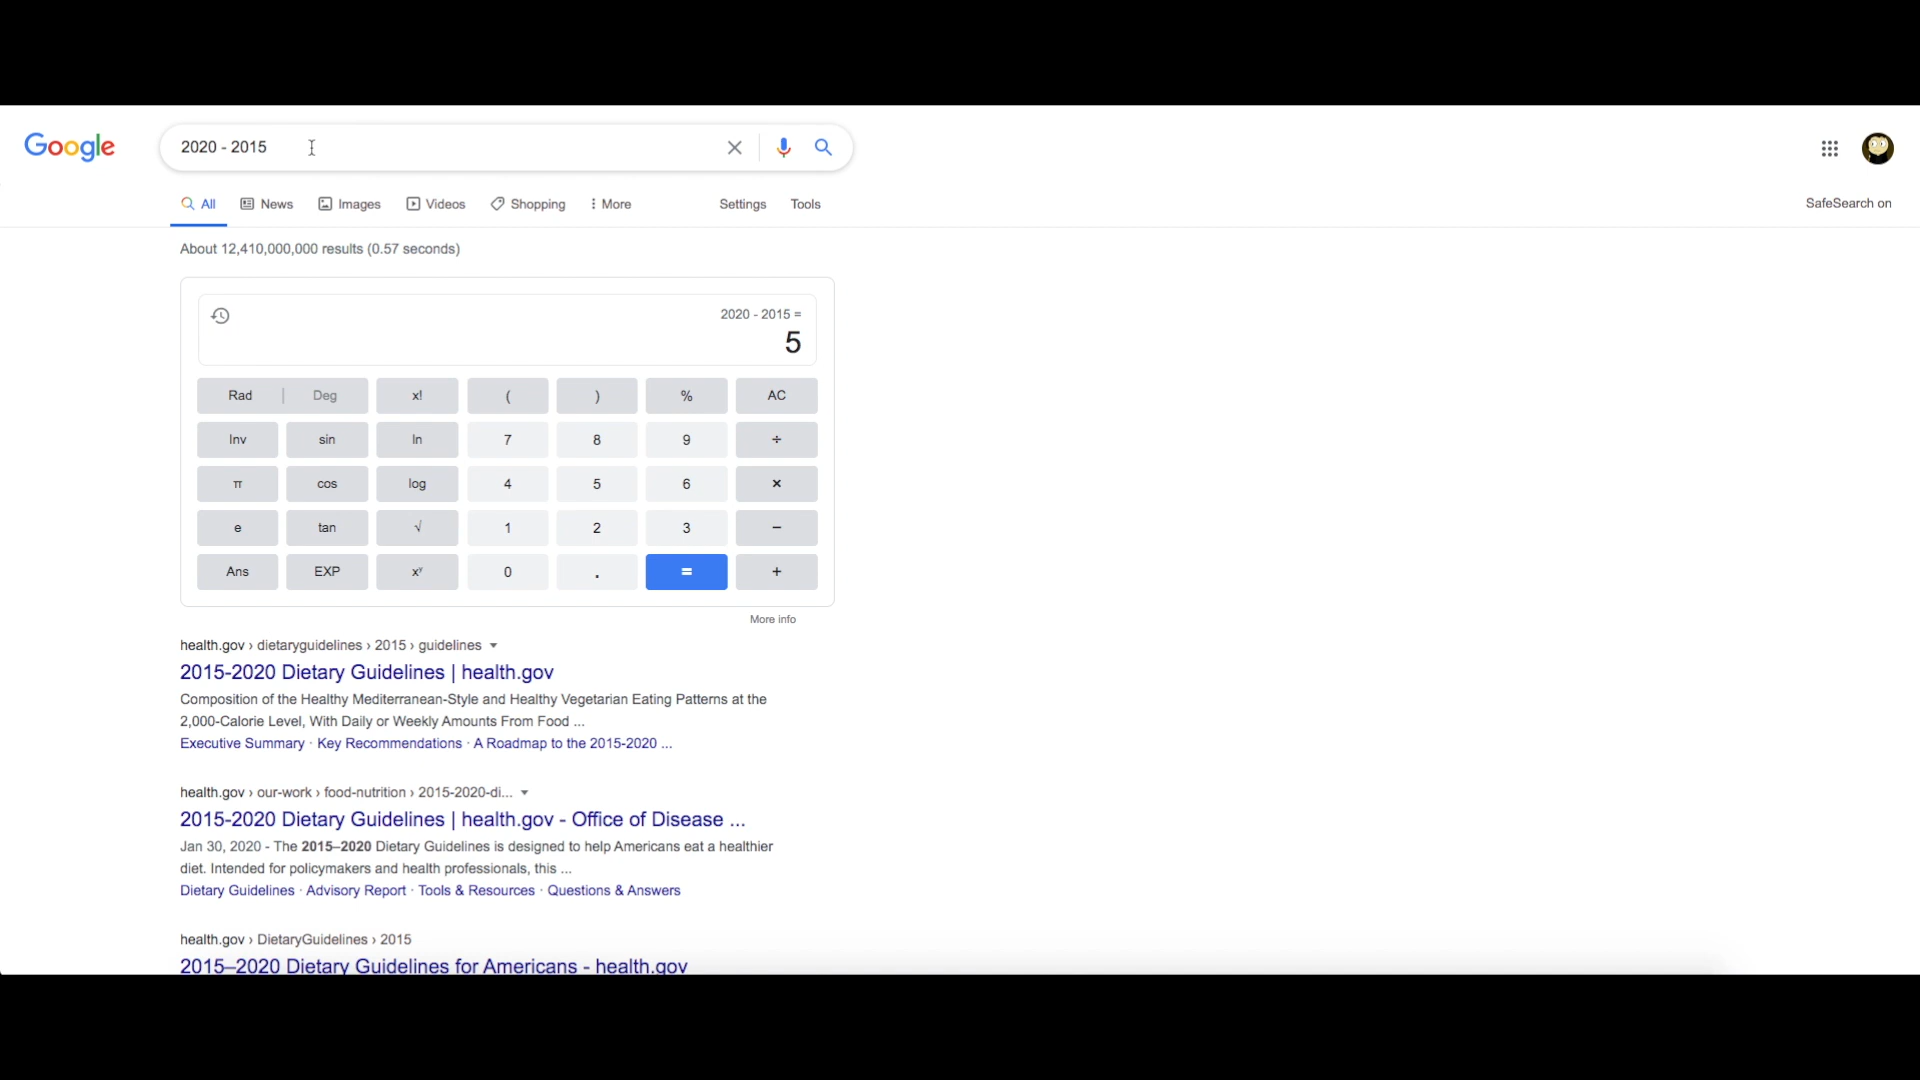 Google
2020 - 2015
All News Images Videos Shopping More Settings Tools
SafeSearch on
About 12,410,000,000 results (0.57 seconds)
2020 - 2015 =
5
Rad | Deg x! ( ) % AC
Inv sin ln 7 8 9 ÷
π cos log 4 5 6 ×
e tan √ 1 2 3 −
Ans EXP xʸ 0 . = +
More info
health.gov › dietaryguidelines › 2015 › guidelines
2015-2020 Dietary Guidelines | health.gov
Composition of the Healthy Mediterranean-Style and Healthy Vegetarian Eating Patterns at the
2,000-Calorie Level, With Daily or Weekly Amounts From Food ...
Executive Summary · Key Recommendations · A Roadmap to the 2015-2020 ...
health.gov › our-work › food-nutrition › 2015-2020-di...
2015-2020 Dietary Guidelines | health.gov - Office of Disease ...
Jan 30, 2020 - The 2015–2020 Dietary Guidelines is designed to help Americans eat a healthier
diet. Intended for policymakers and health professionals, this ...
Dietary Guidelines · Advisory Report · Tools & Resources · Questions & Answers
health.gov › DietaryGuidelines › 2015
2015–2020 Dietary Guidelines for Americans - health.gov